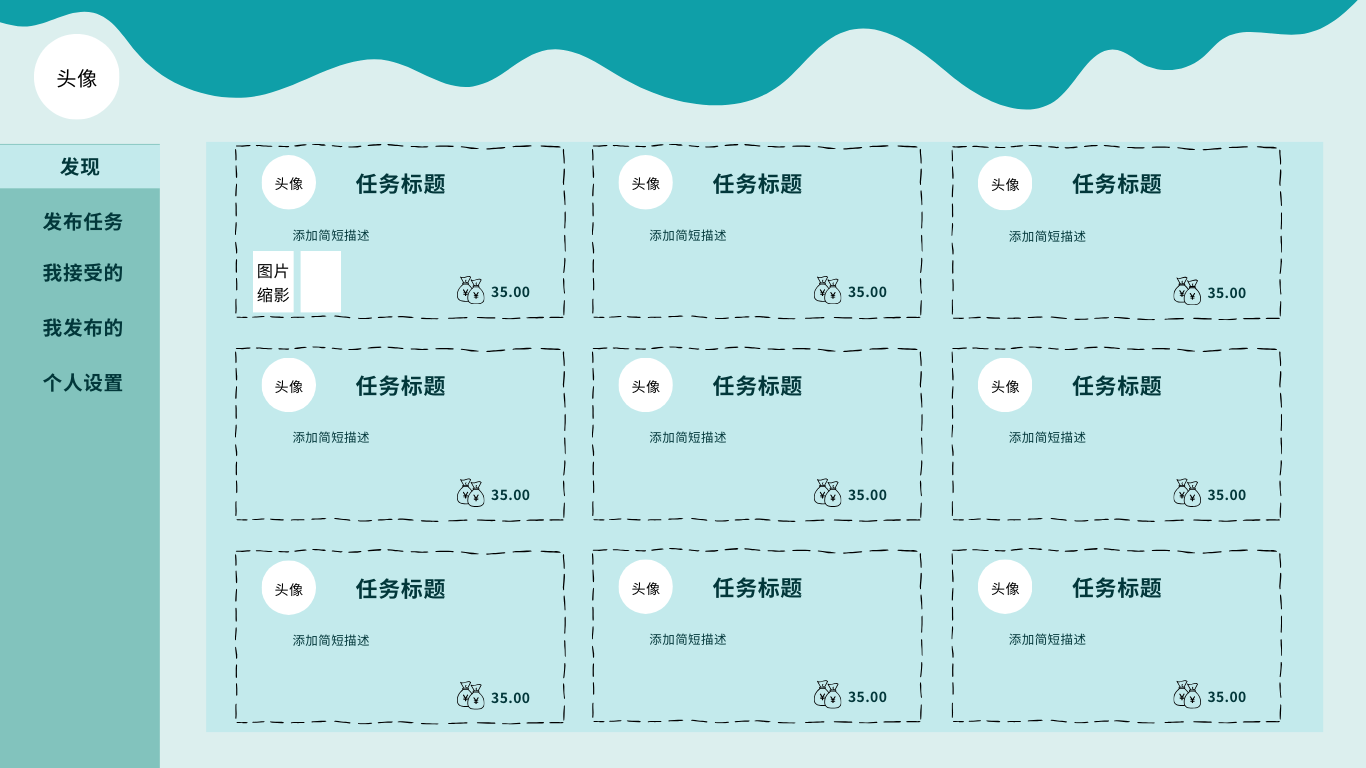 头像
发现
发布任务
我接受的
我发布的
个人设置
头像
任务标题
添加简短描述
图片
缩影
¥ ¥
35.00
头像
任务标题
添加简短描述
¥ ¥
35.00
头像
任务标题
添加简短描述
¥ ¥
35.00
头像
任务标题
添加简短描述
¥ ¥
35.00
头像
任务标题
添加简短描述
¥ ¥
35.00
头像
任务标题
添加简短描述
¥ ¥
35.00
头像
任务标题
添加简短描述
¥ ¥
35.00
头像
任务标题
添加简短描述
¥ ¥
35.00
头像
任务标题
添加简短描述
¥ ¥
35.00